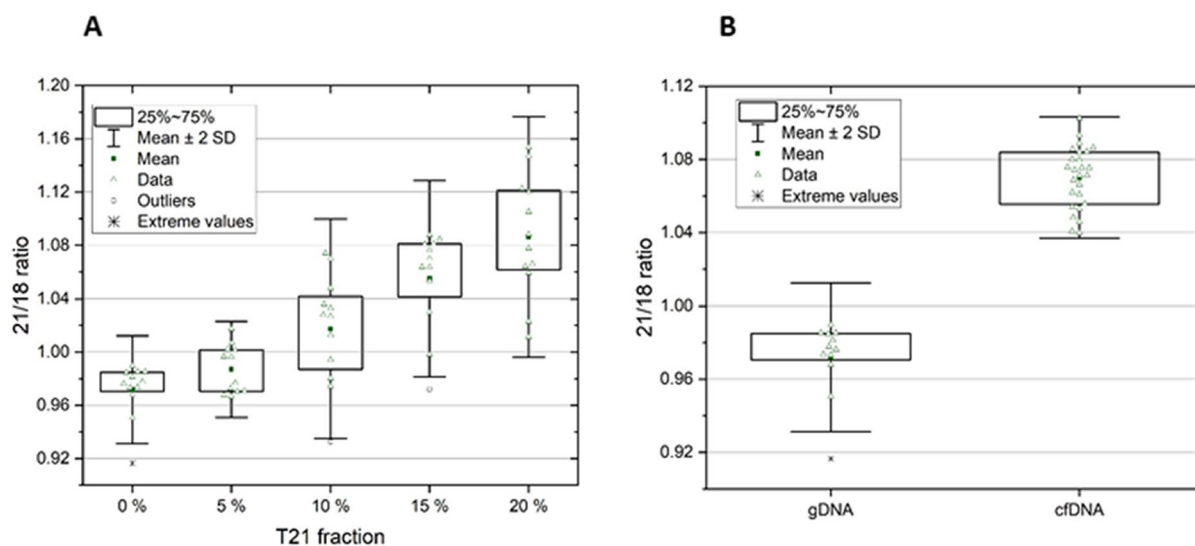 A
21/18 ratio
1.20
1.16
1.12
1.08
1.04
1.00
0.96
0.92
25%~75%
Mean ± 2 SD
Mean
Data
Outliers
Extreme values
0 %
5 %
10 %
15 %
20 %
T21 fraction
B
21/18 ratio
1.12
1.08
1.04
1.00
0.96
0.92
25%~75%
Mean ± 2 SD
Mean
Data
Extreme values
gDNA
cfDNA